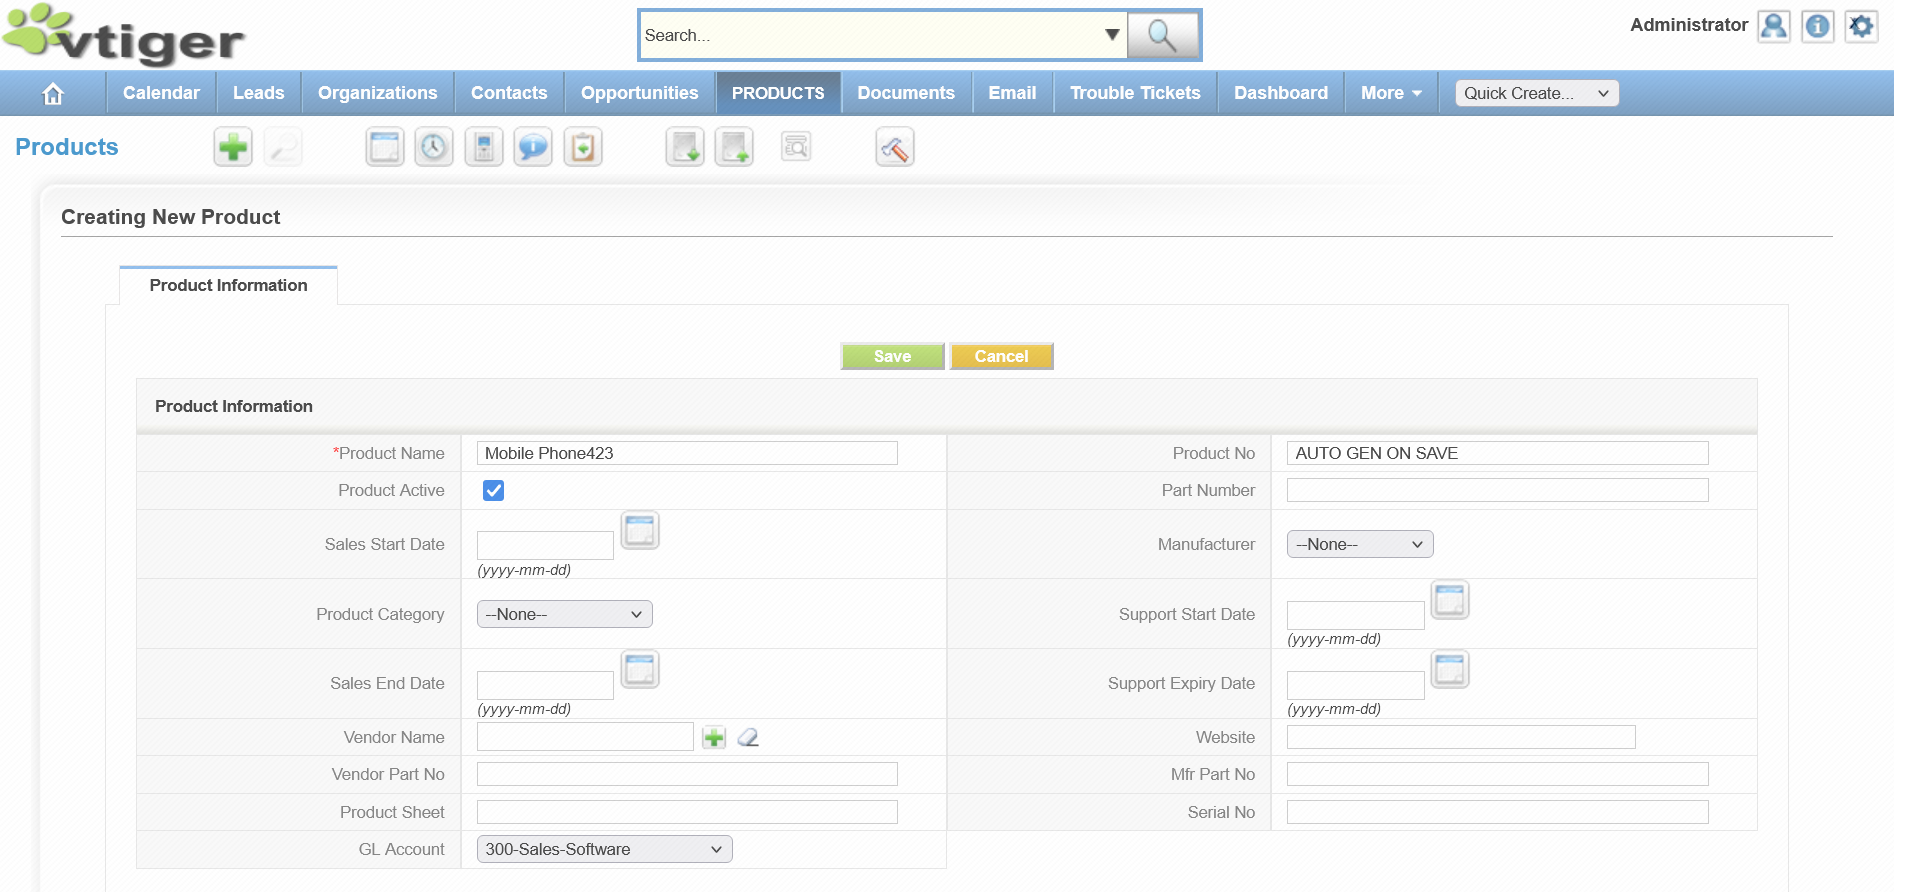 vtiger
Search...
Administrator
Calendar Leads Organizations Contacts Opportunities PRODUCTS Documents Email Trouble Tickets Dashboard More Quick Create...
Products
Creating New Product
Product Information
Save Cancel
Product Information
*Product Name Mobile Phone423 Product No AUTO GEN ON SAVE
Product Active Part Number
Sales Start Date Manufacturer --None--
(yyyy-mm-dd)
Product Category --None-- Support Start Date
(yyyy-mm-dd)
Sales End Date Support Expiry Date
(yyyy-mm-dd) (yyyy-mm-dd)
Vendor Name Website
Vendor Part No Mfr Part No
Product Sheet Serial No
GL Account 300-Sales-Software